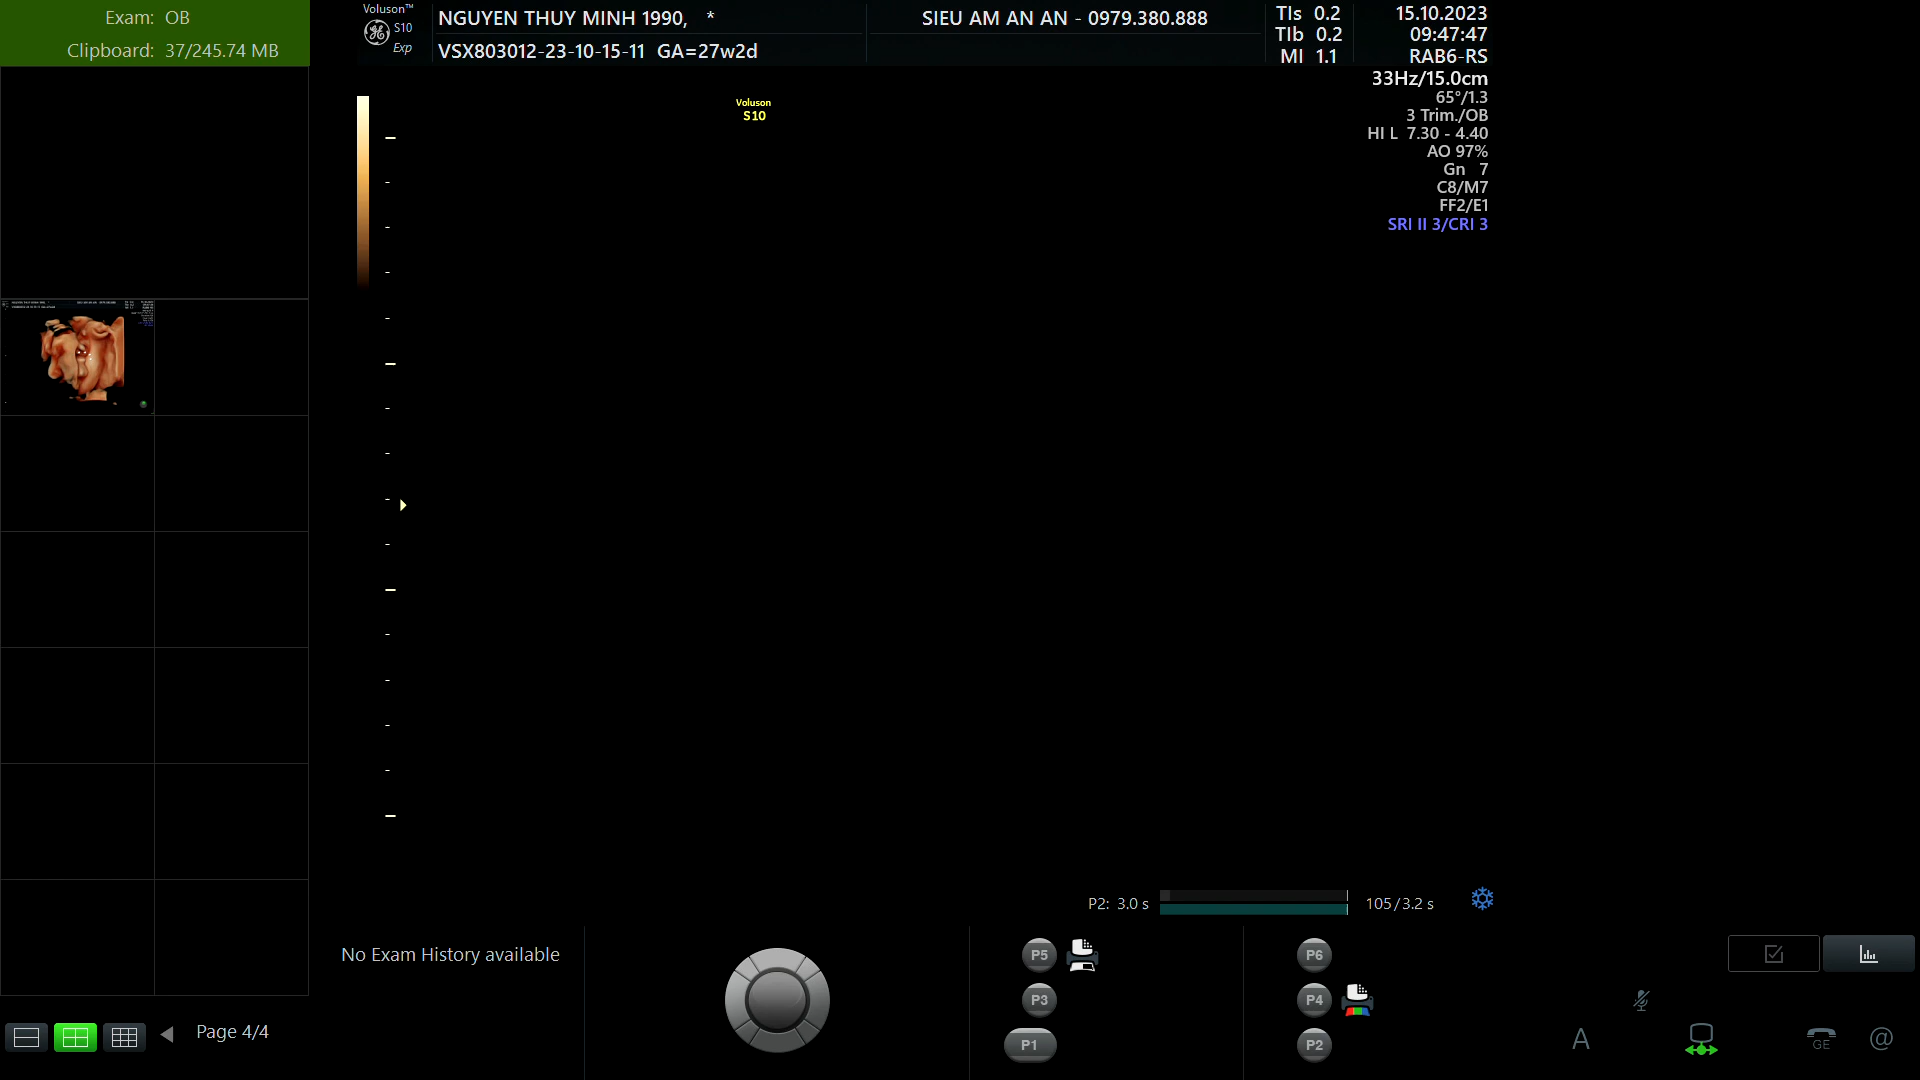 Exam: OB
Clipboard: 37/245.74 MB
Voluson™
S10
Exp
NGUYEN THUY MINH 1990, *
VSX803012-23-10-15-11 GA=27w2d
SIEU AM AN AN - 0979.380.888
TIs 0.2
TIb 0.2
MI 1.1
15.10.2023
09:47:47
RAB6-RS
33Hz/15.0cm
65°/1.3
3 Trim./OB
HI L 7.30 - 4.40
AO 97%
Gn 7
C8/M7
FF2/E1
SRI II 3/CRI 3
Voluson
S10
P2: 3.0 s
105/3.2 s
No Exam History available
P5
P3
P1
P6
P4
P2
A
GE
@
Page 4/4